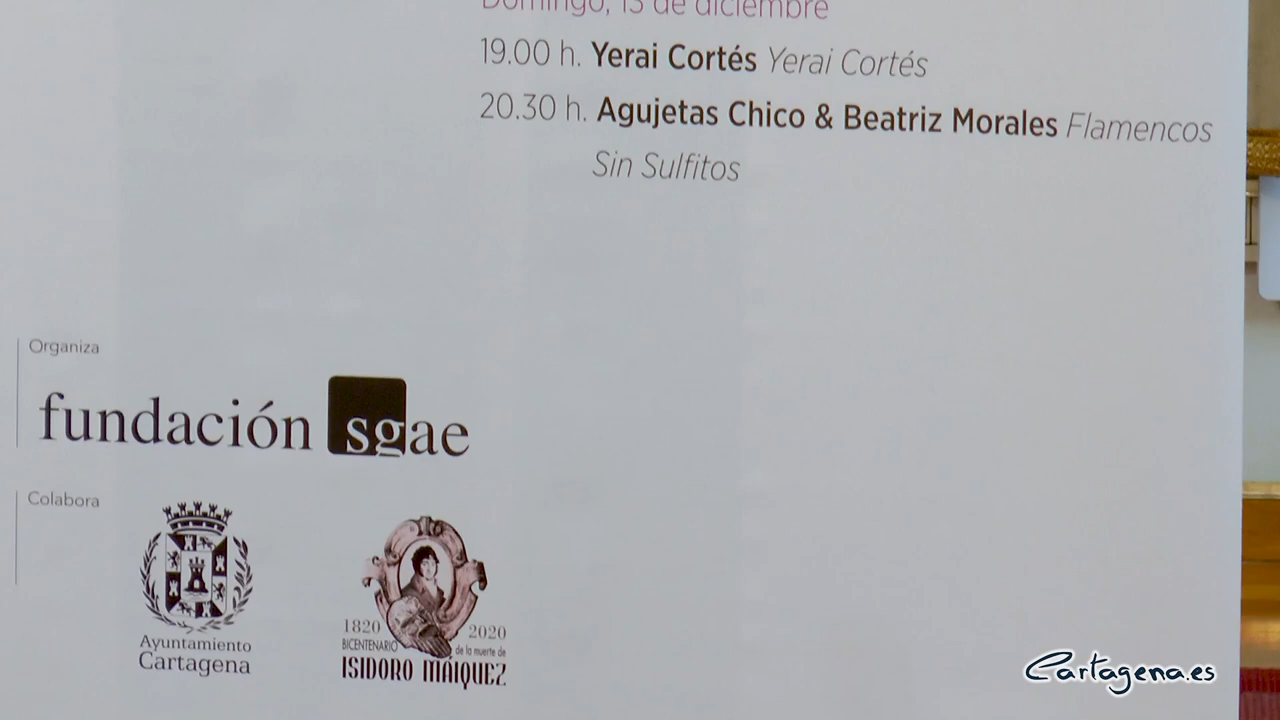 Domingo, 13 de diciembre
19.00 h. Yerai Cortés Yerai Cortés
20.30 h. Agujetas Chico & Beatriz Morales Flamencos
Sin Sulfitos
Organiza
fundación sgae
Colabora
Ayuntamiento
Cartagena
1820 2020
BICENTENARIO de la muerte de
ISIDORO MÁIQUEZ
Cartagena.es